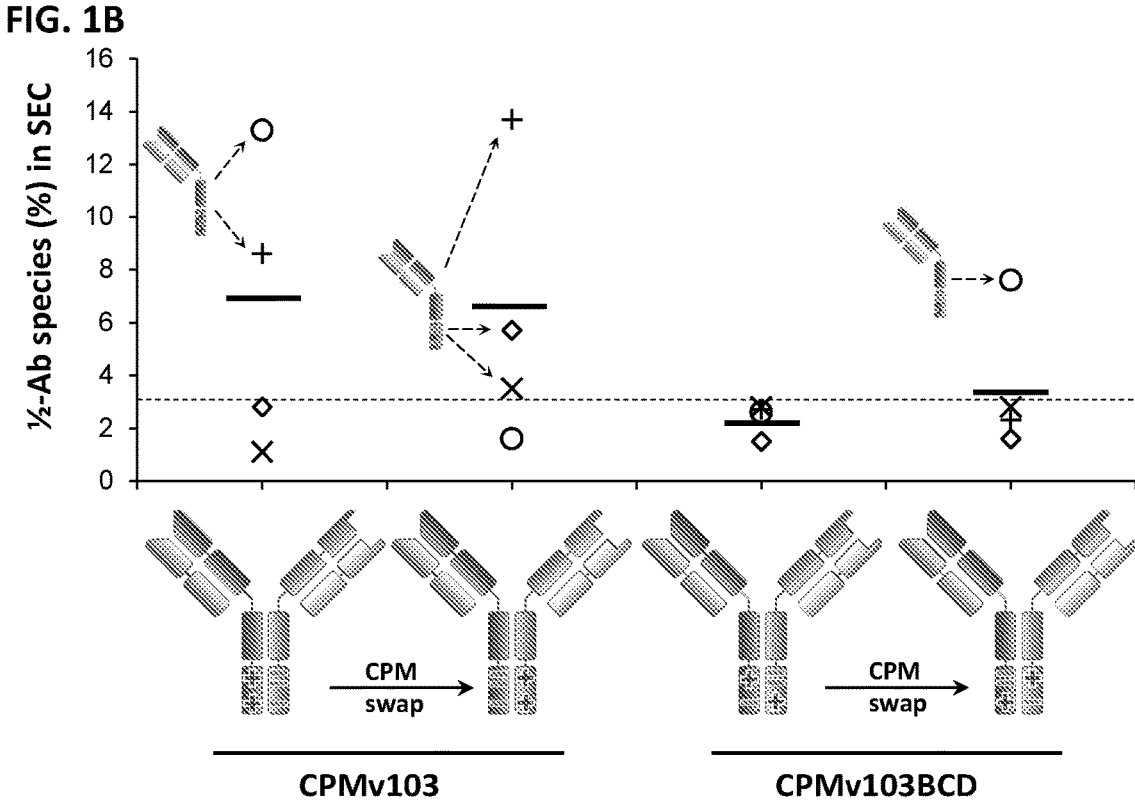 FIG. 1B
½-Ab species (%) in SEC
16
14
12
10
8
6
4
2
0
CPM
swap
CPM
swap
CPMv103
CPMv103BCD